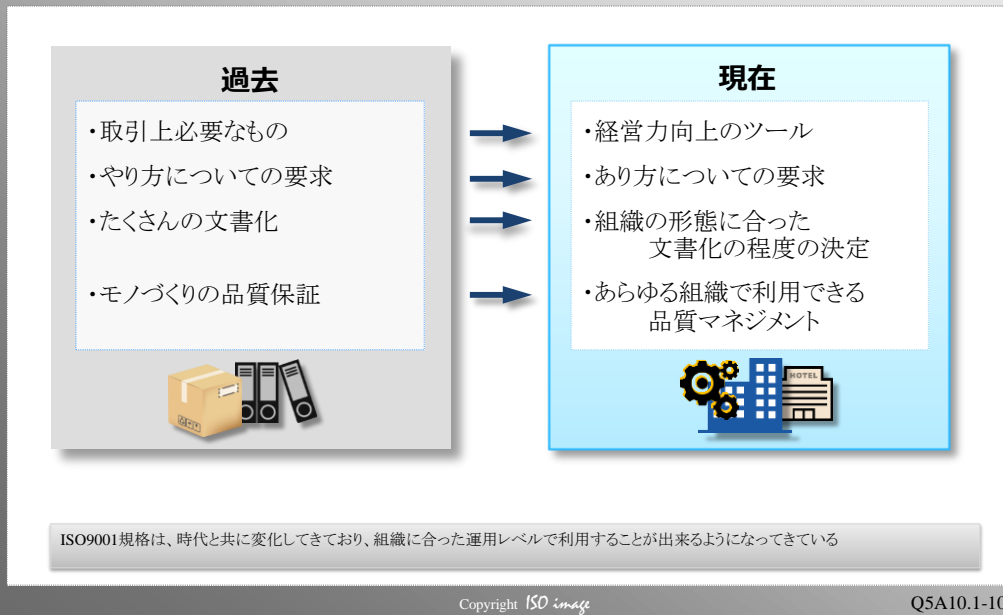 過去
・取引上必要なもの
・やり方についての要求
・たくさんの文書化
・モノづくりの品質保証
現在
・経営力向上のツール
・あり方についての要求
・組織の形態に合った
文書化の程度の決定
・あらゆる組織で利用できる
品質マネジメント
HOTEL
ISO9001規格は、時代と共に変化してきており、組織に合った運用レベルで利用することが出来るようになってきている
Copyright ISO image
Q5A10.1-10